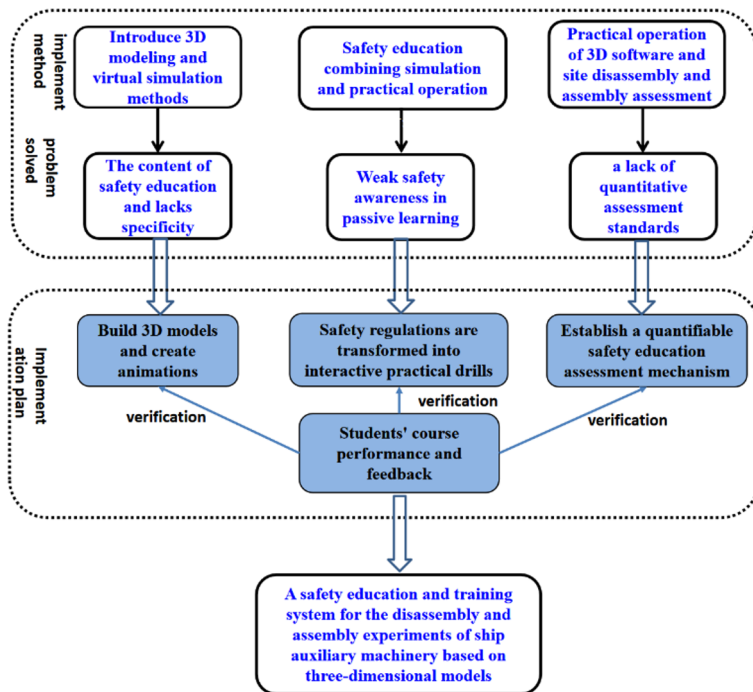 implement
method
Introduce 3D
modeling and
virtual simulation
methods
Safety education
combining simulation
and practical operation
Practical operation
of 3D software and
site disassembly and
assembly assessment
problem
solved
The content of
safety education
and lacks
specificity
Weak safety
awareness in
passive learning
a lack of
quantitative
assessment
standards
Implement
ation plan
Build 3D models
and create
animations
Safety regulations are
transformed into
interactive practical drills
Establish a quantifiable
safety education
assessment mechanism
verification
verification
verification
Students' course
performance and
feedback
A safety education and training
system for the disassembly and
assembly experiments of ship
auxiliary machinery based on
three-dimensional models